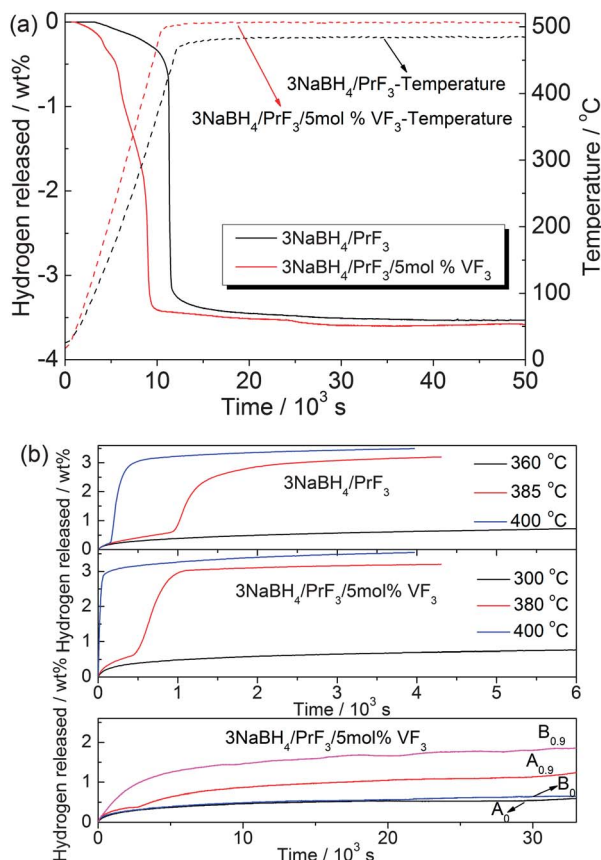 (a)
0
-1
-2
-3
-4
Hydrogen released / wt%
500
400
300
200
100
0
Temperature / °C
3NaBH₄/PrF₃-Temperature
3NaBH₄/PrF₃/5mol % VF₃-Temperature
3NaBH₄/PrF₃
3NaBH₄/PrF₃/5mol % VF₃
0 10 20 30 40 50
Time / 10³ s
(b)
3
2
1
0
Hydrogen released / wt%
3NaBH₄/PrF₃
360 °C
385 °C
400 °C
3
2
1
0
Hydrogen released / wt%
3NaBH₄/PrF₃/5mol% VF₃
300 °C
380 °C
400 °C
0 1 2 3 4 5 6
Time / 10³ s
2
1
0
Hydrogen released / wt%
3NaBH₄/PrF₃/5mol% VF₃
B₀.₉
A₀.₉
B₀
A₀
0 10 20 30
Time / 10³ s